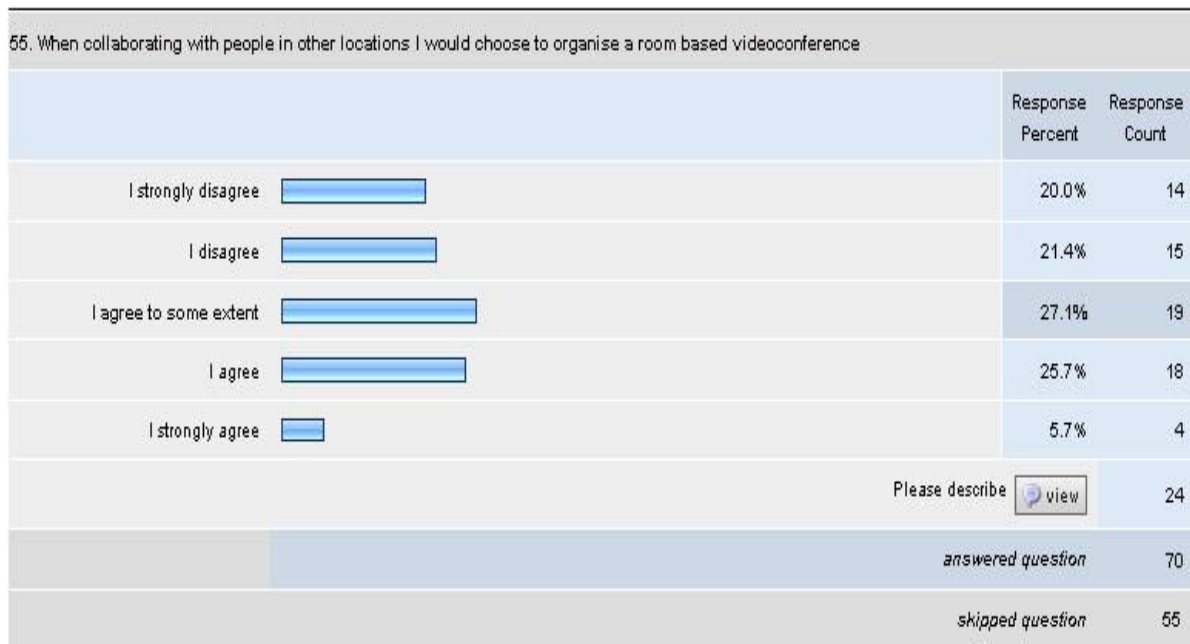 55. When collaborating with people in other locations I would choose to organise a room based videoconference
Response Percent Response Count
I strongly disagree 20.0% 14
I disagree 21.4% 15
I agree to some extent 27.1% 19
I agree 25.7% 18
I strongly agree 5.7% 4
Please describe view 24
answered question 70
skipped question 55